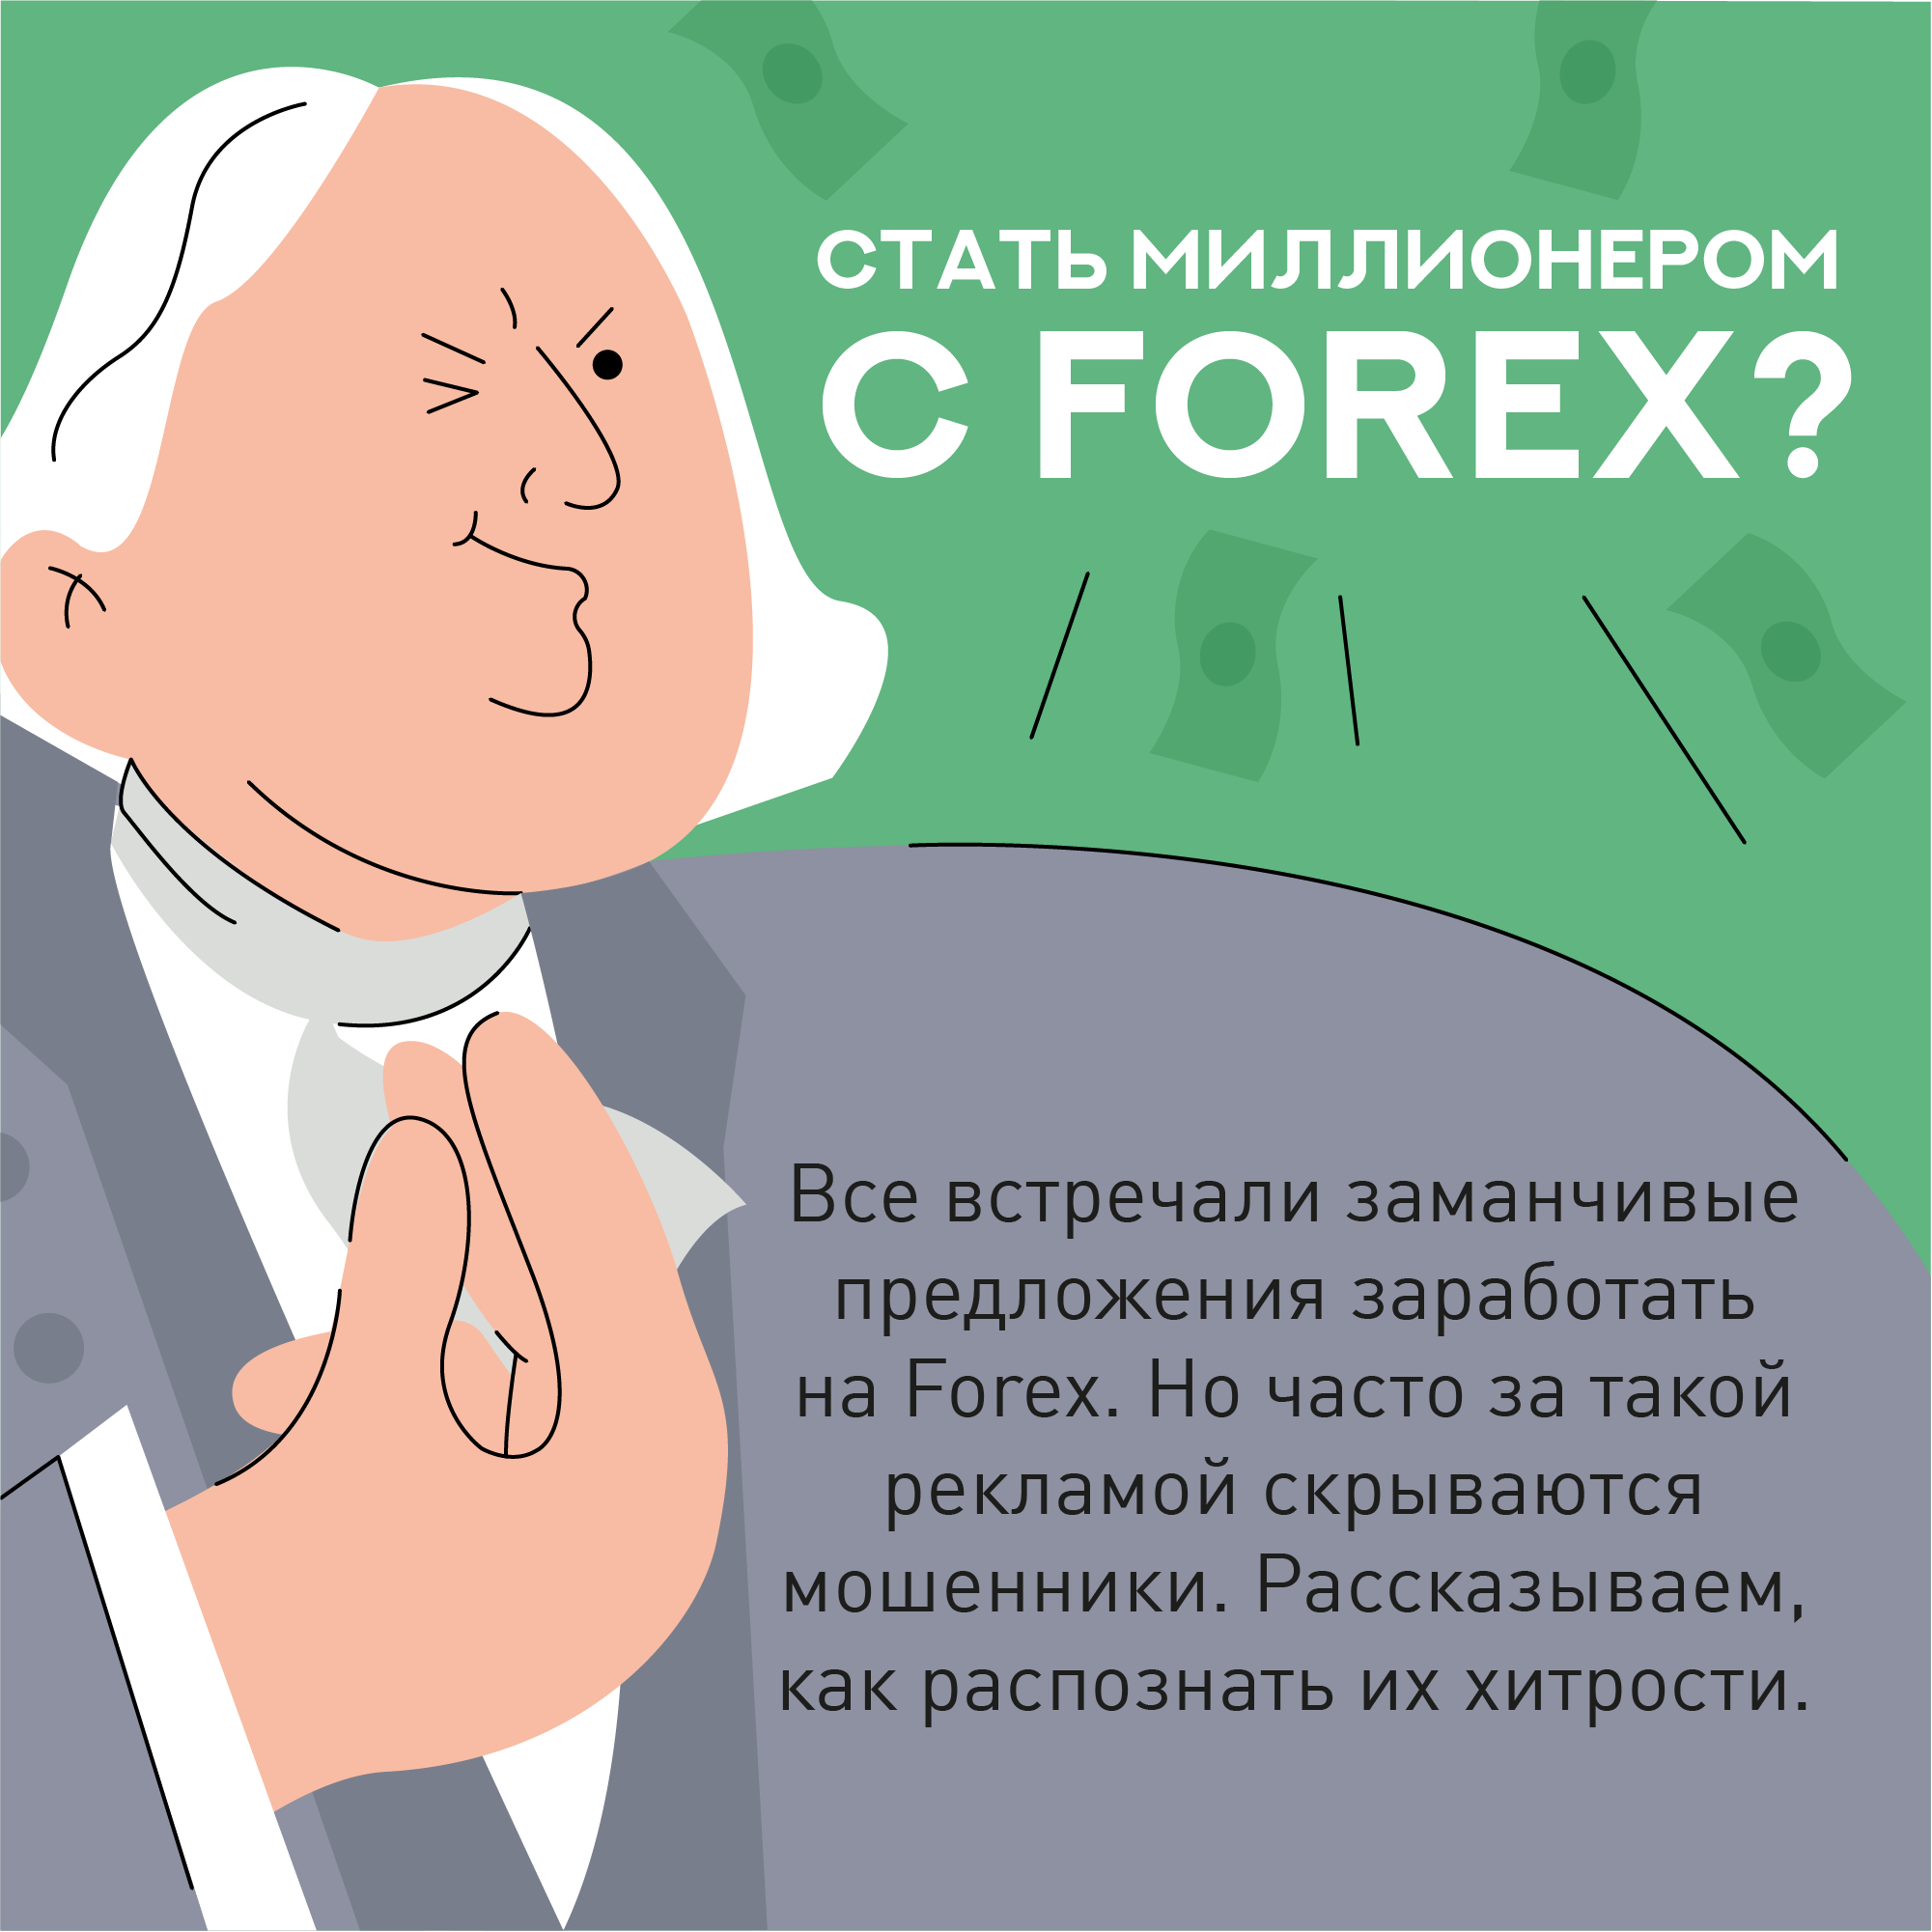 СТАТЬ МИЛЛИОНЕРОМ
С FOREX?
Все встречали заманчивые
предложения заработать
на Forex. Но часто за такой
рекламой скрываются
мошенники. Рассказываем,
как распознать их хитрости.